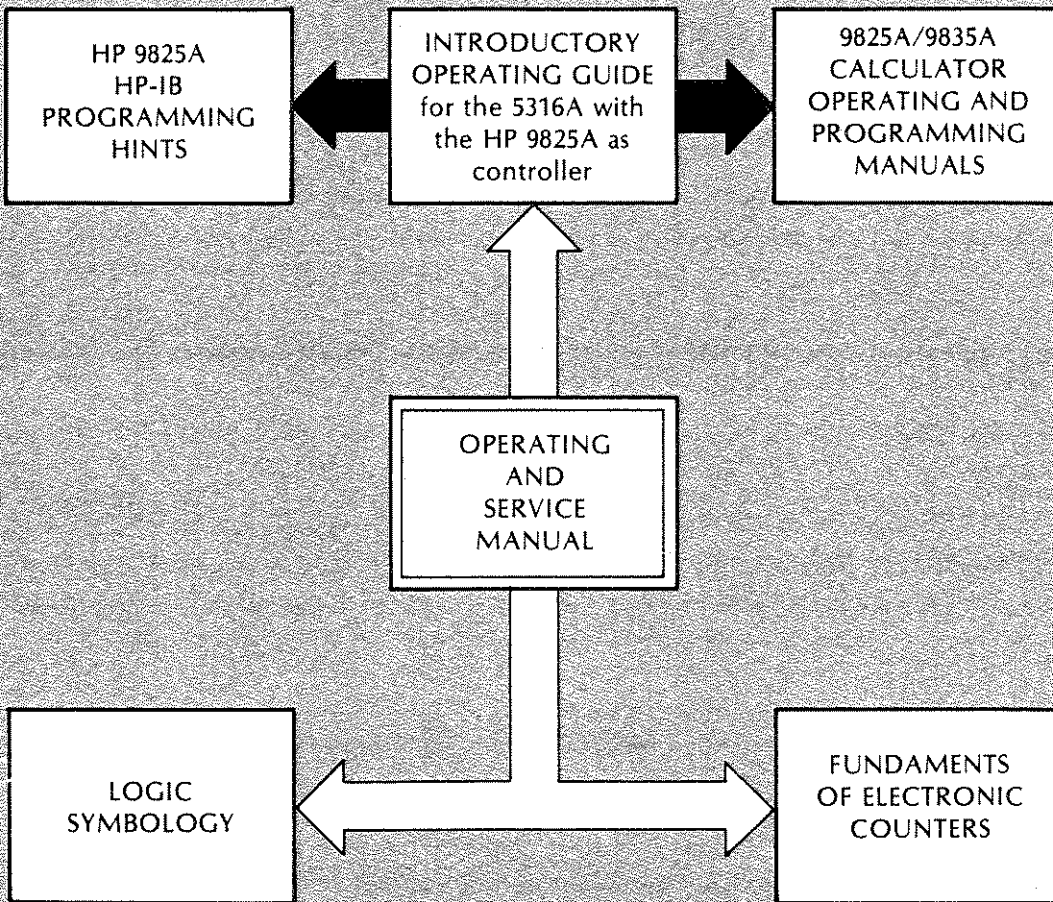 HP 9825A
HP-IB
PROGRAMMING
HINTS
INTRODUCTORY
OPERATING GUIDE
for the 5316A with
the HP 9825A as
controller
9825A/9835A
CALCULATOR
OPERATING AND
PROGRAMMING
MANUALS
OPERATING
AND
SERVICE
MANUAL
LOGIC
SYMBOLOGY
FUNDAMENTS
OF ELECTRONIC
COUNTERS